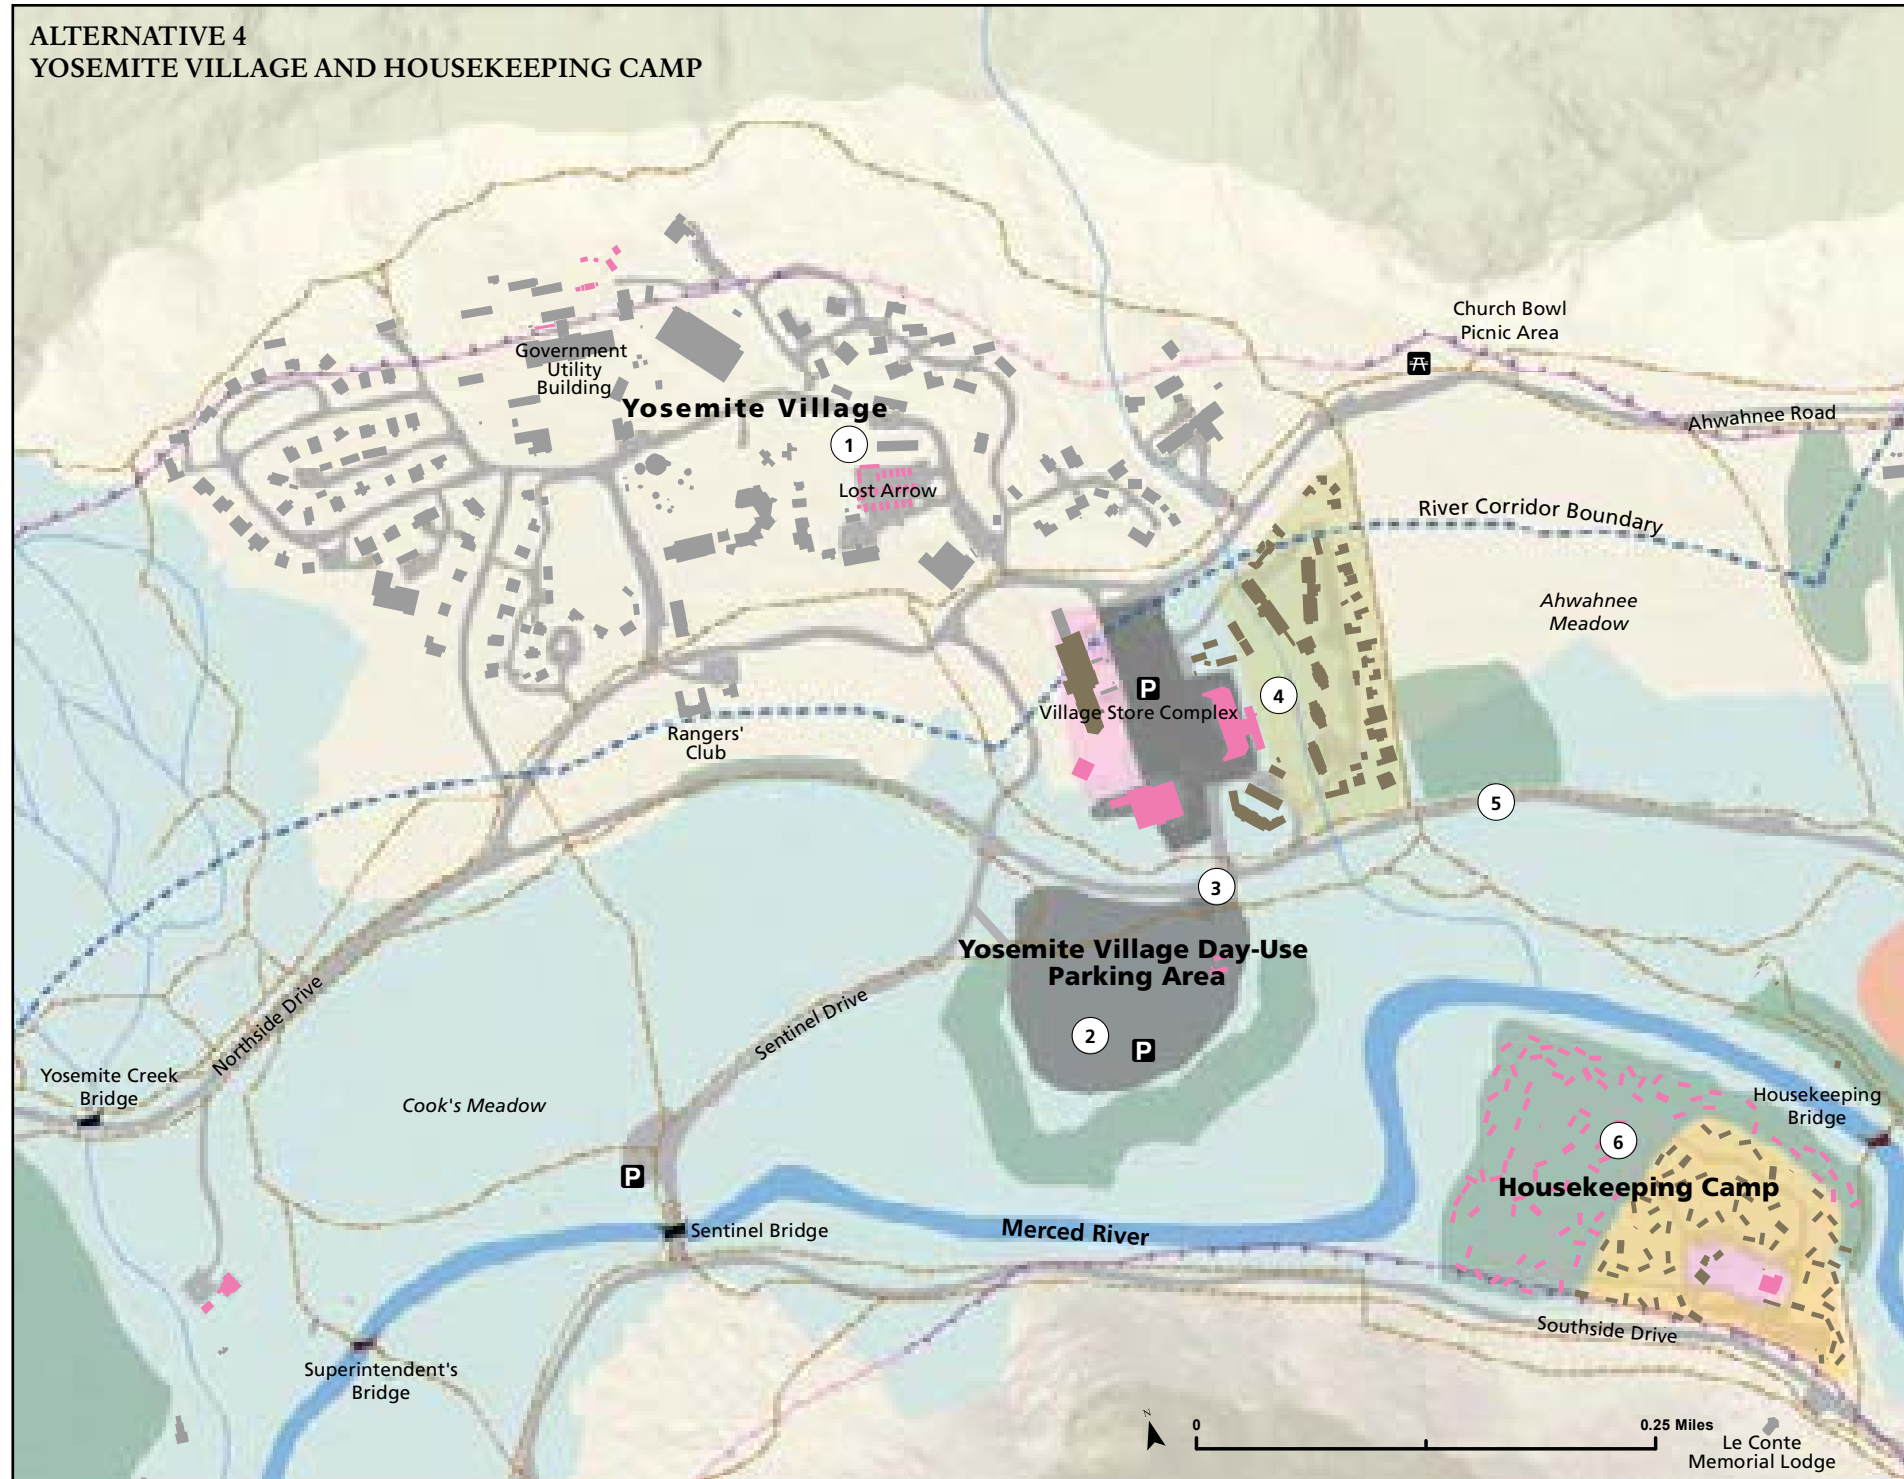 ALTERNATIVE 4
YOSEMITE VILLAGE AND HOUSEKEEPING CAMP
Church Bowl
Picnic Area
Government
Utility
Building
Yosemite Village
Ahwahnee Road
1
Lost Arrow
River Corridor Boundary
Ahwahnee
Meadow
P
4
Village Store Complex
Rangers'
Club
5
3
Yosemite Village Day-Use
Parking Area
Northside Drive
Sentinel Drive
2
P
Yosemite Creek
Bridge
Cook's Meadow
Housekeeping
Bridge
6
P
Housekeeping Camp
Sentinel Bridge
Merced River
Southside Drive
Superintendent's
Bridge
N
0
0.25 Miles
Le Conte
Memorial Lodge